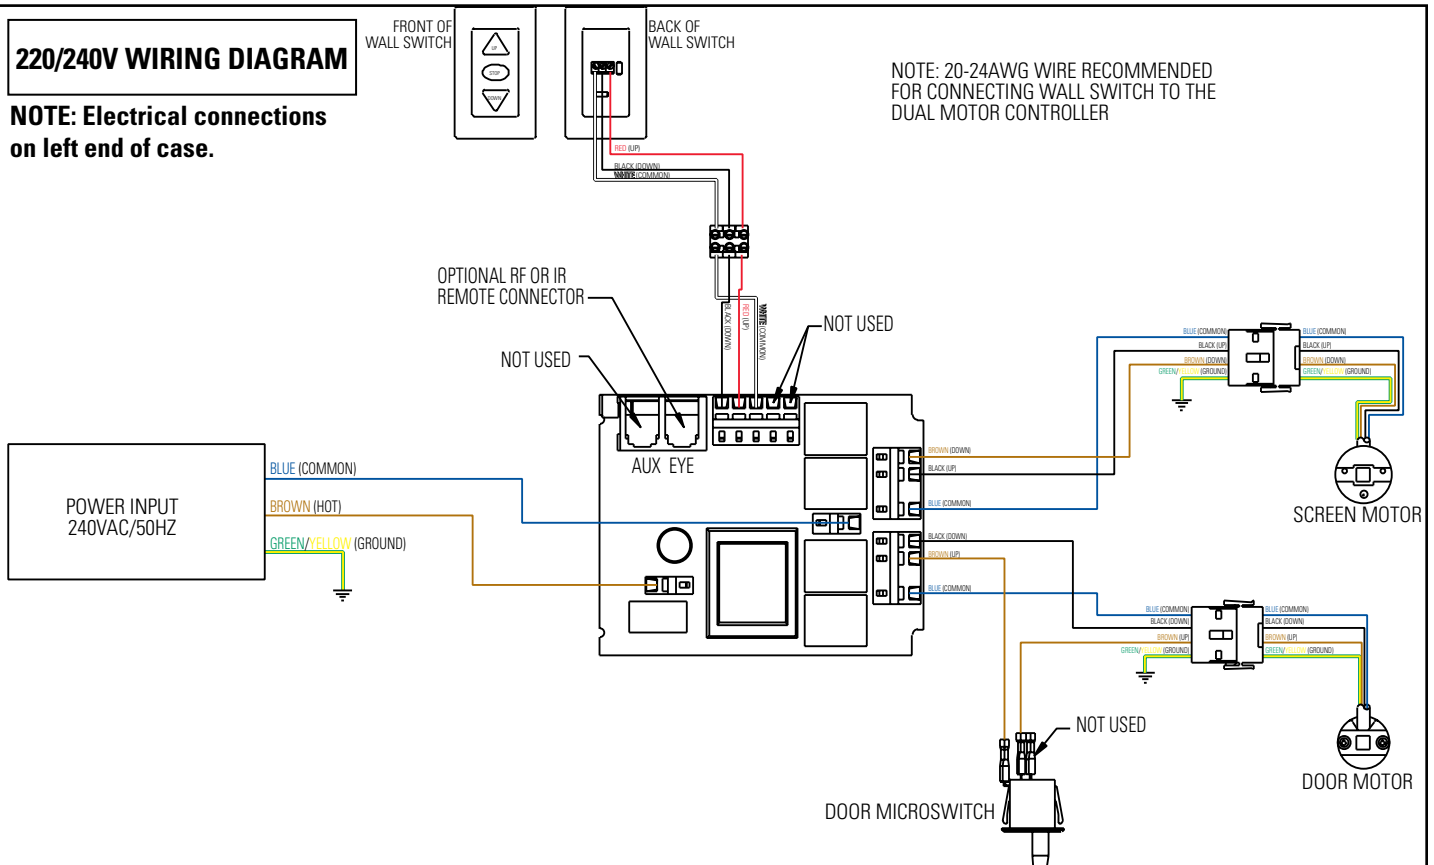 220/240V WIRING DIAGRAM
NOTE: Electrical connections
on left end of case.
FRONT OF
WALL SWITCH
UP
STOP
DOWN
BACK OF
WALL SWITCH
NOTE: 20-24AWG WIRE RECOMMENDED
FOR CONNECTING WALL SWITCH TO THE
DUAL MOTOR CONTROLLER
RED (UP)
BLACK (DOWN)
WHITE (COMMON)
OPTIONAL RF OR IR
REMOTE CONNECTOR
NOT USED
BLACK (DOWN)
RED (UP)
WHITE (COMMON)
NOT USED
AUX EYE
POWER INPUT
240VAC/50HZ
BLUE (COMMON)
BROWN (HOT)
GREEN/YELLOW (GROUND)
BROWN (DOWN)
BLACK (UP)
BLUE (COMMON)
BLACK (DOWN)
BROWN (UP)
BLUE (COMMON)
BLUE (COMMON)
BLACK (UP)
BROWN (DOWN)
GREEN/YELLOW (GROUND)
BLUE (COMMON)
BLACK (UP)
BROWN (DOWN)
GREEN/YELLOW (GROUND)
SCREEN MOTOR
BLUE (COMMON)
BLACK (DOWN)
BROWN (UP)
GREEN/YELLOW (GROUND)
BLUE (COMMON)
BLACK (DOWN)
BROWN (UP)
GREEN/YELLOW (GROUND)
DOOR MOTOR
NOT USED
DOOR MICROSWITCH